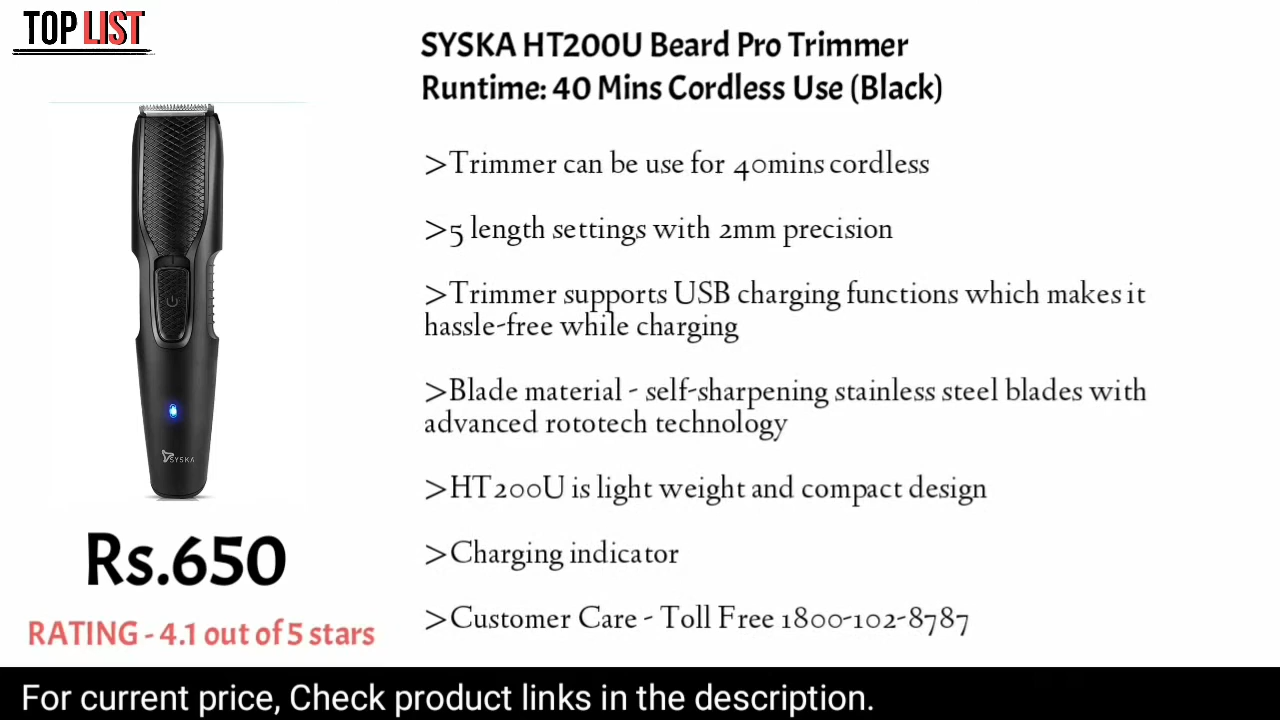 TOP LIST
SYSKA HT200U Beard Pro Trimmer
Runtime: 40 Mins Cordless Use (Black)
>Trimmer can be use for 40mins cordless
>5 length settings with 2mm precision
>Trimmer supports USB charging functions which makes it
hassle-free while charging
>Blade material - self-sharpening stainless steel blades with
advanced rototech technology
>HT200U is light weight and compact design
>Charging indicator
>Customer Care - Toll Free 1800-102-8787
SYSKA
Rs.650
RATING - 4.1 out of 5 stars
For current price, Check product links in the description.